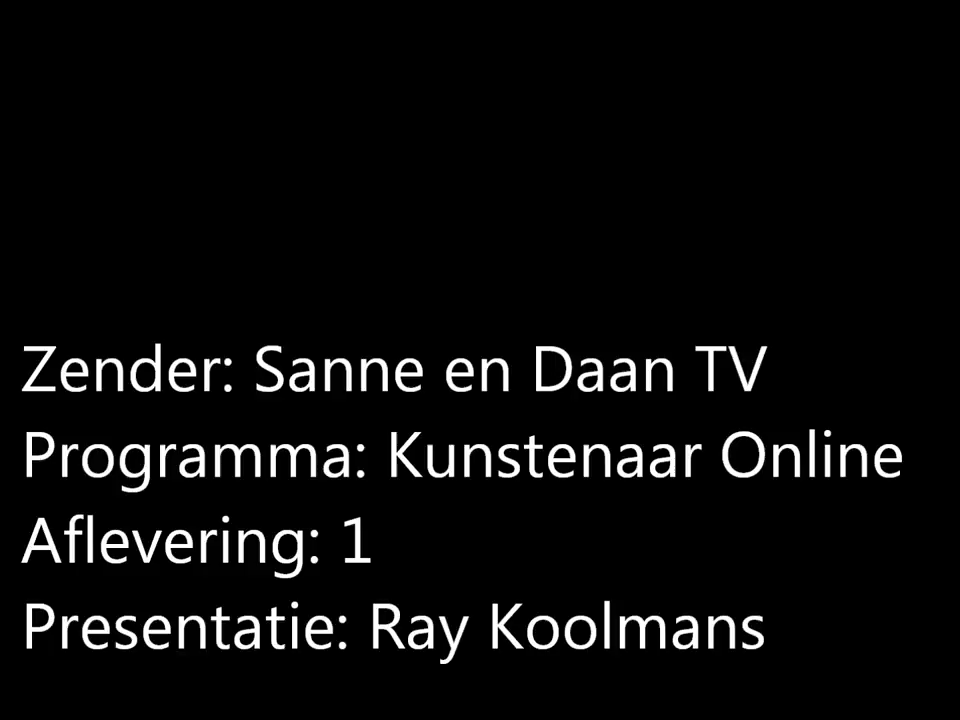 Zender: Sanne en Daan TV
Programma: Kunstenaar Online
Aflevering: 1
Presentatie: Ray Koolmans